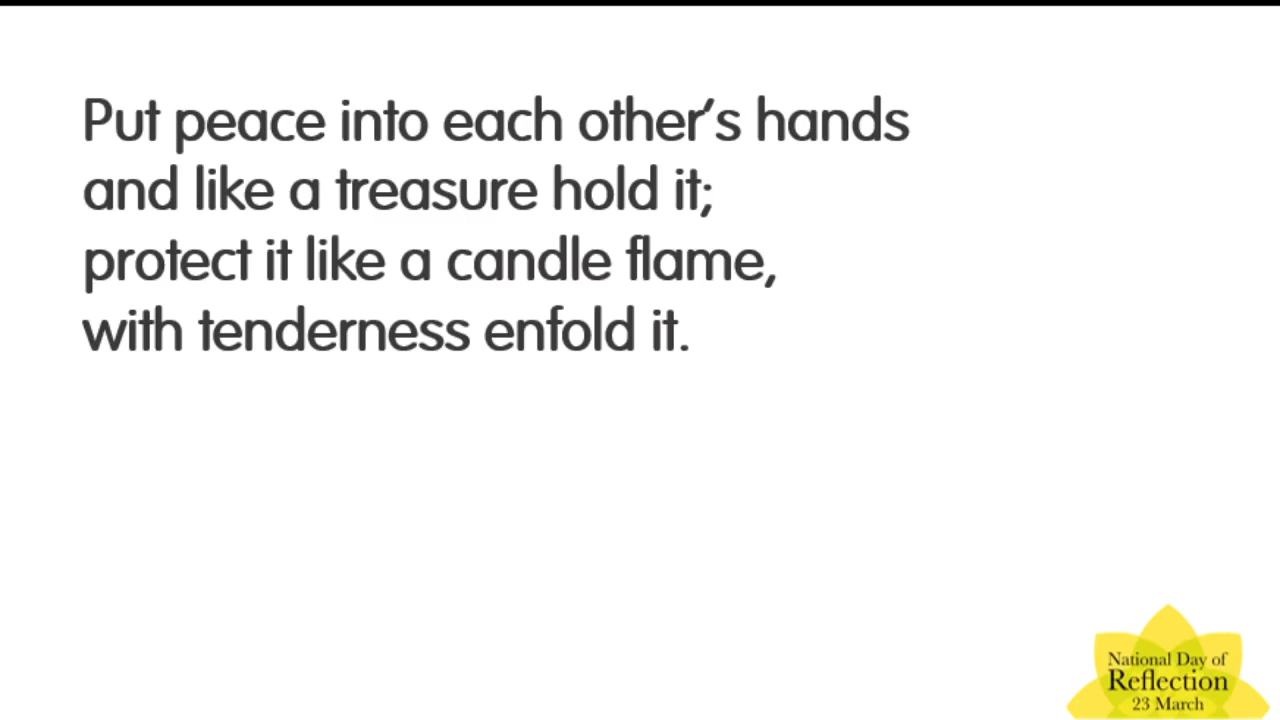 Put peace into each other’s hands
and like a treasure hold it;
protect it like a candle flame,
with tenderness enfold it.
National Day of
Reflection
23 March